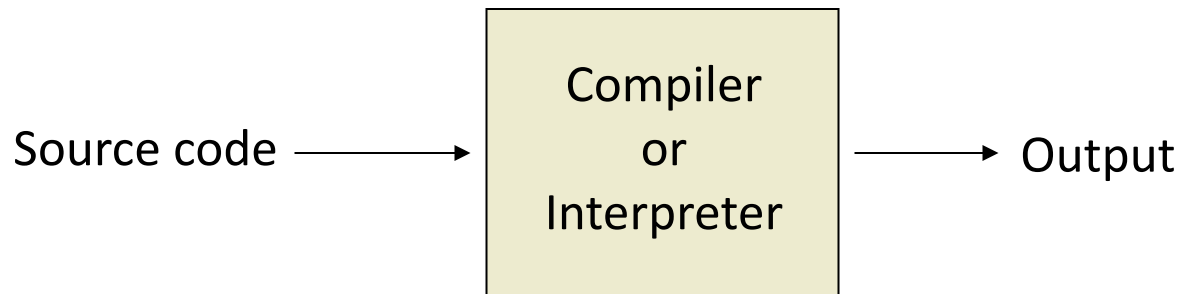 Source code
Compiler
or
Interpreter
Output